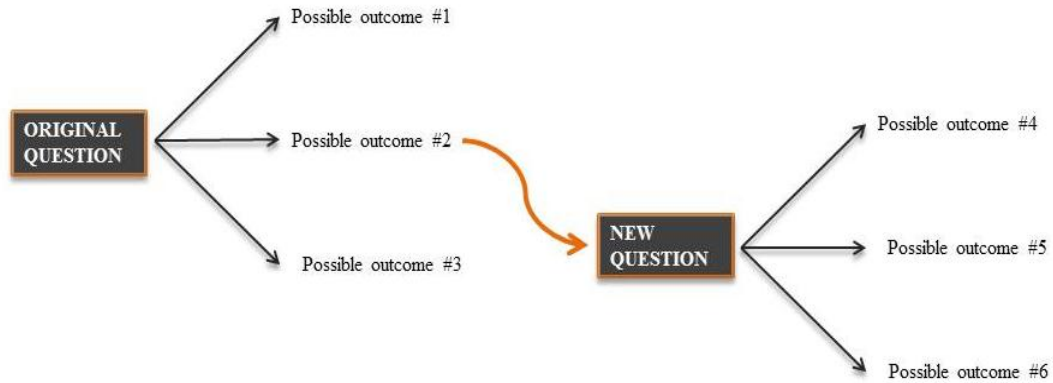 Possible outcome #1
ORIGINAL
QUESTION
Possible outcome #2
Possible outcome #3
Possible outcome #4
NEW
QUESTION
Possible outcome #5
Possible outcome #6